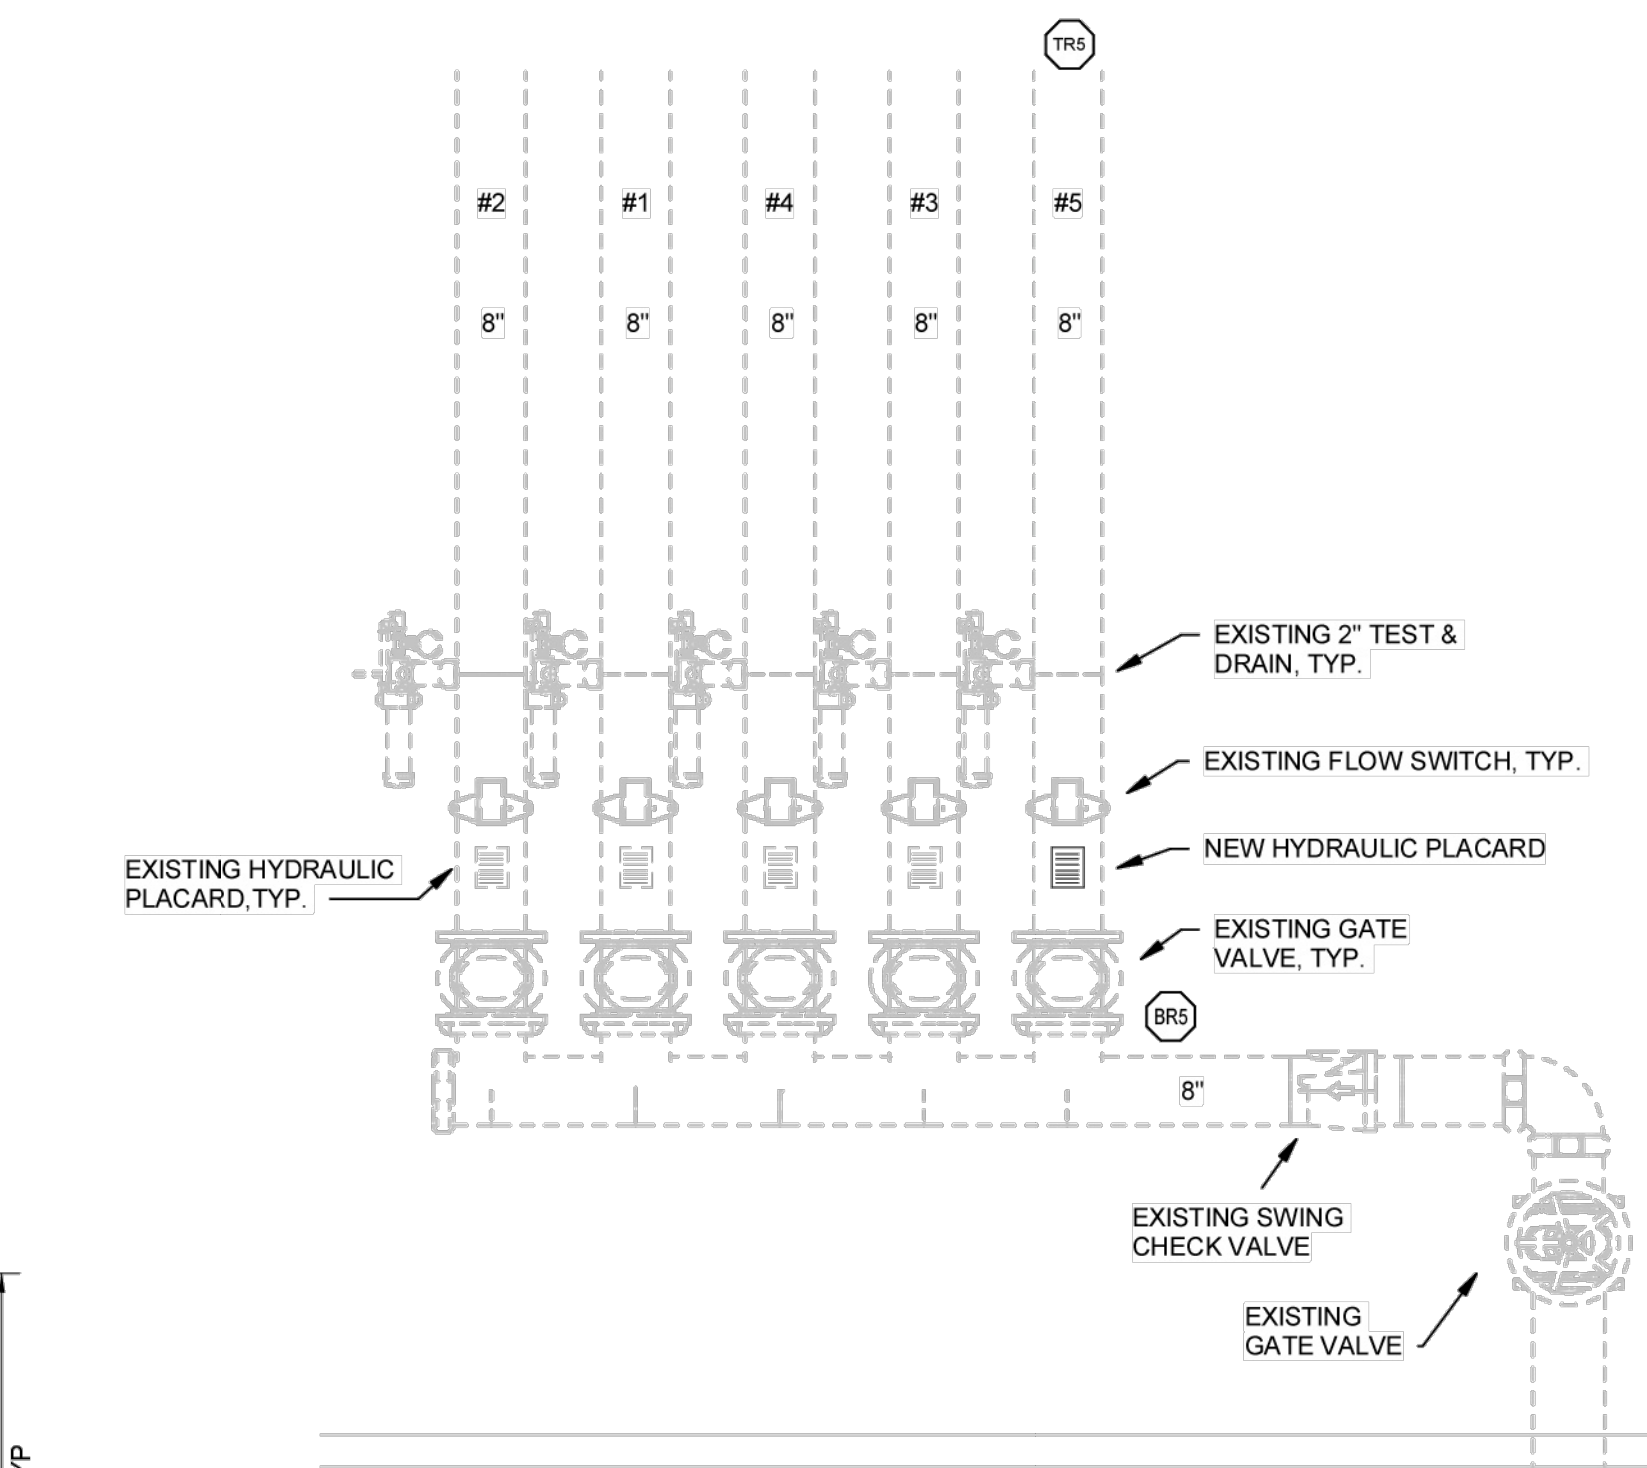 TR5
#2 #1 #4 #3 #5
8" 8" 8" 8" 8"
EXISTING 2" TEST &
DRAIN, TYP.
EXISTING FLOW SWITCH, TYP.
NEW HYDRAULIC PLACARD
EXISTING HYDRAULIC
PLACARD,TYP.
EXISTING GATE
VALVE, TYP.
BR5
8"
EXISTING SWING
CHECK VALVE
EXISTING
GATE VALVE